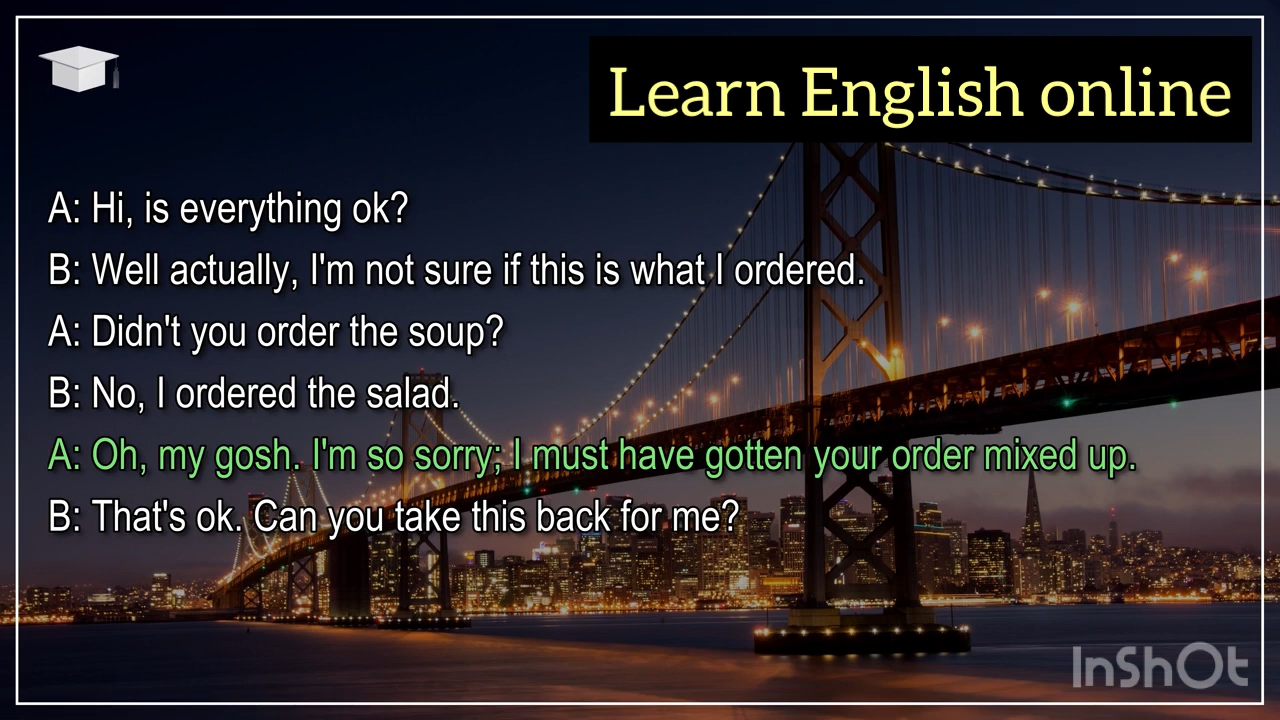 Learn English online
A: Hi, is everything ok?
B: Well actually, I'm not sure if this is what I ordered.
A: Didn't you order the soup?
B: No, I ordered the salad.
A: Oh, my gosh. I'm so sorry; I must have gotten your order mixed up.
B: That's ok. Can you take this back for me?
InShOt